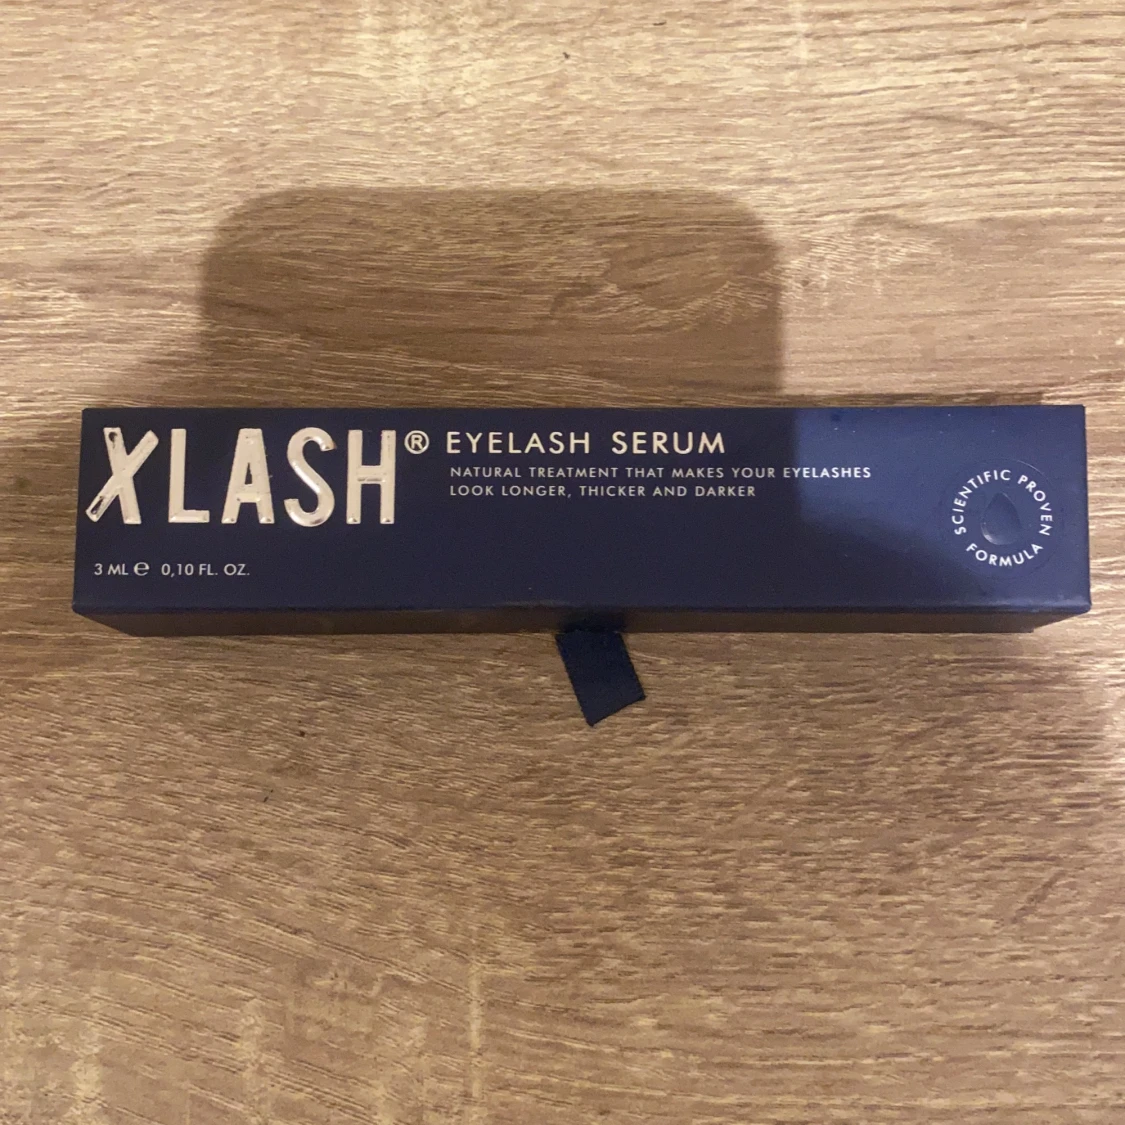 XLASH®
EYELASH SERUM
NATURAL TREATMENT THAT MAKES YOUR EYELASHES
LOOK LONGER, THICKER AND DARKER
3 ML ℮ 0,10 FL. OZ.
SCIENTIFIC PROVEN
FORMULA